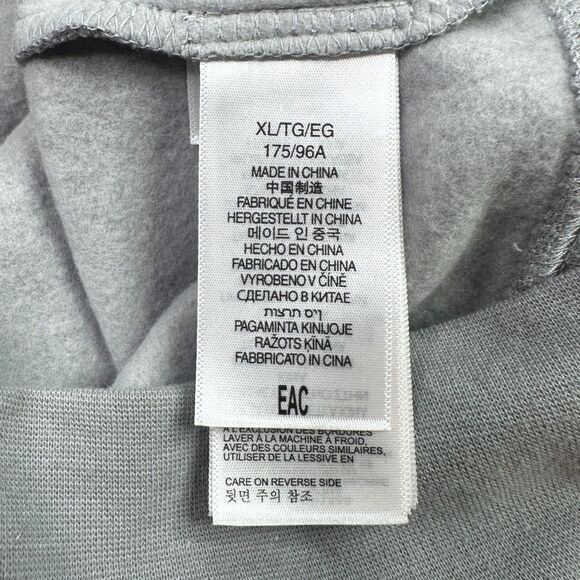 XL/TG/EG
175/96A
MADE IN CHINA
中国制造
FABRIQUÉ EN CHINE
HERGESTELLT IN CHINA
메이드 인 중국
HECHO EN CHINA
FABRICADO EN CHINA
VYROBENO V ČÍNĚ
СДЕЛАНО В КИТАЕ
תוצרת סין
PAGAMINTA KINIJOJE
RAŽOTS ĶĪNĀ
FABBRICATO IN CINA
EAC
A L'EXCLUSION DES BORDURES
LAVER À LA MACHINE À FROID,
AVEC DES COULEURS SIMILAIRES,
UTILISER DE LA LESSIVE EN
CARE ON REVERSE SIDE
뒷면 주의 참조